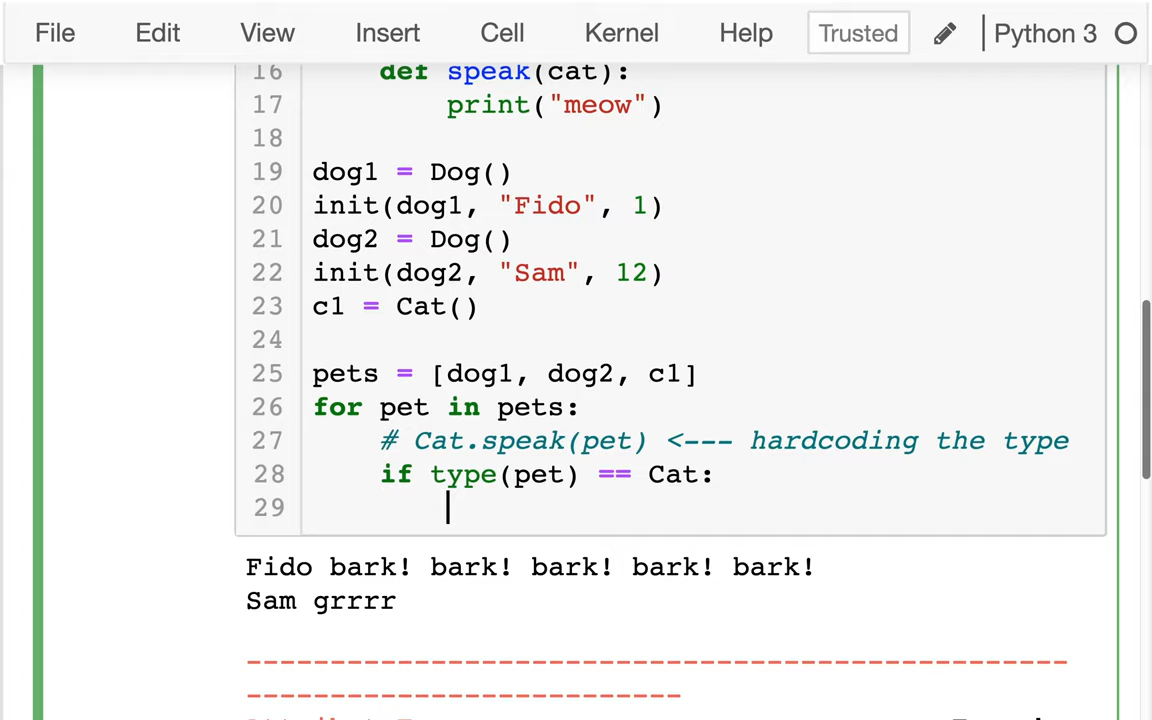 File Edit View Insert Cell Kernel Help Trusted Python 3
16 def speak(cat):
17 print("meow")
18
19 dog1 = Dog()
20 init(dog1, "Fido", 1)
21 dog2 = Dog()
22 init(dog2, "Sam", 12)
23 c1 = Cat()
24
25 pets = [dog1, dog2, c1]
26 for pet in pets:
27 # Cat.speak(pet) <--- hardcoding the type
28 if type(pet) == Cat:
29
Fido bark! bark! bark! bark! bark!
Sam grrrr
-------------------------------------------------
--------------------------